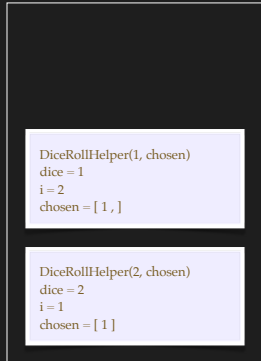 DiceRollHelper(1, chosen)
dice = 1
i = 2
chosen = [ 1 , ]
DiceRollHelper(2, chosen)
dice = 2
i = 1
chosen = [ 1 ]